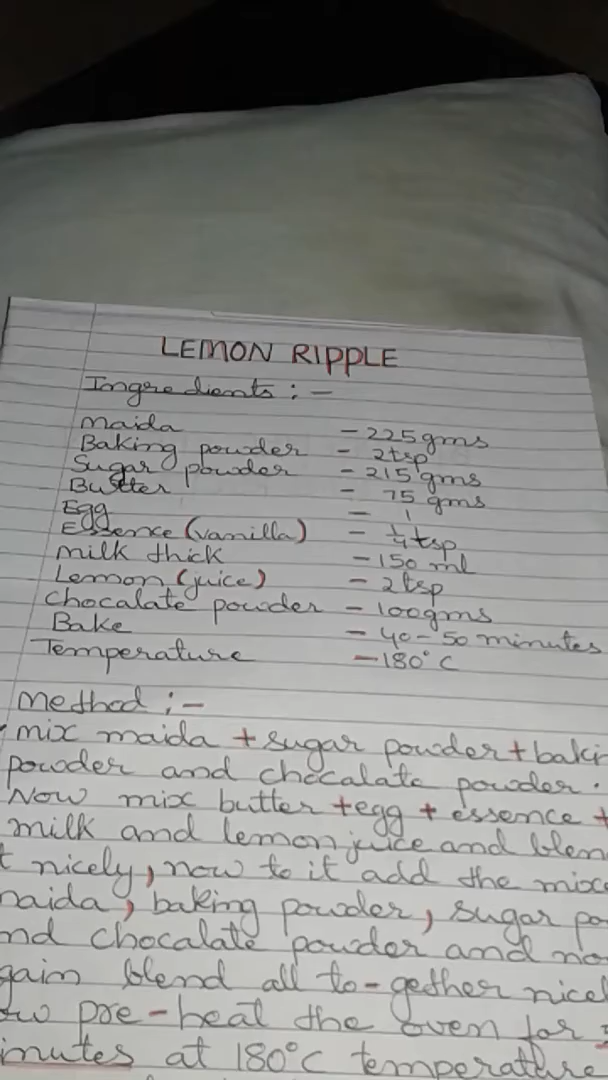 LEMON RIPPLE
Ingredients :-
Maida - 225gms
Baking powder - 2tsp
Sugar powder - 215 gms
Butter - 75 gms
Egg - 1
Essence (vanilla) - 1/4 tsp
Milk thick - 150 ml
Lemon (juice) - 2tsp
Chocalate powder - 100gms
Bake - 40-50 minutes
Temperature - 180°C
Method :-
mix maida + sugar powder + baki
powder and chocalate powder.
Now mix butter + egg + essence +
milk and lemon juice and blen
t nicely, now to it add the mix
maida, baking powder, sugar po
nd chocalate powder and no
gain blend all to-gether nicel
ow pre-heat the oven for
inutes at 180°C temperature